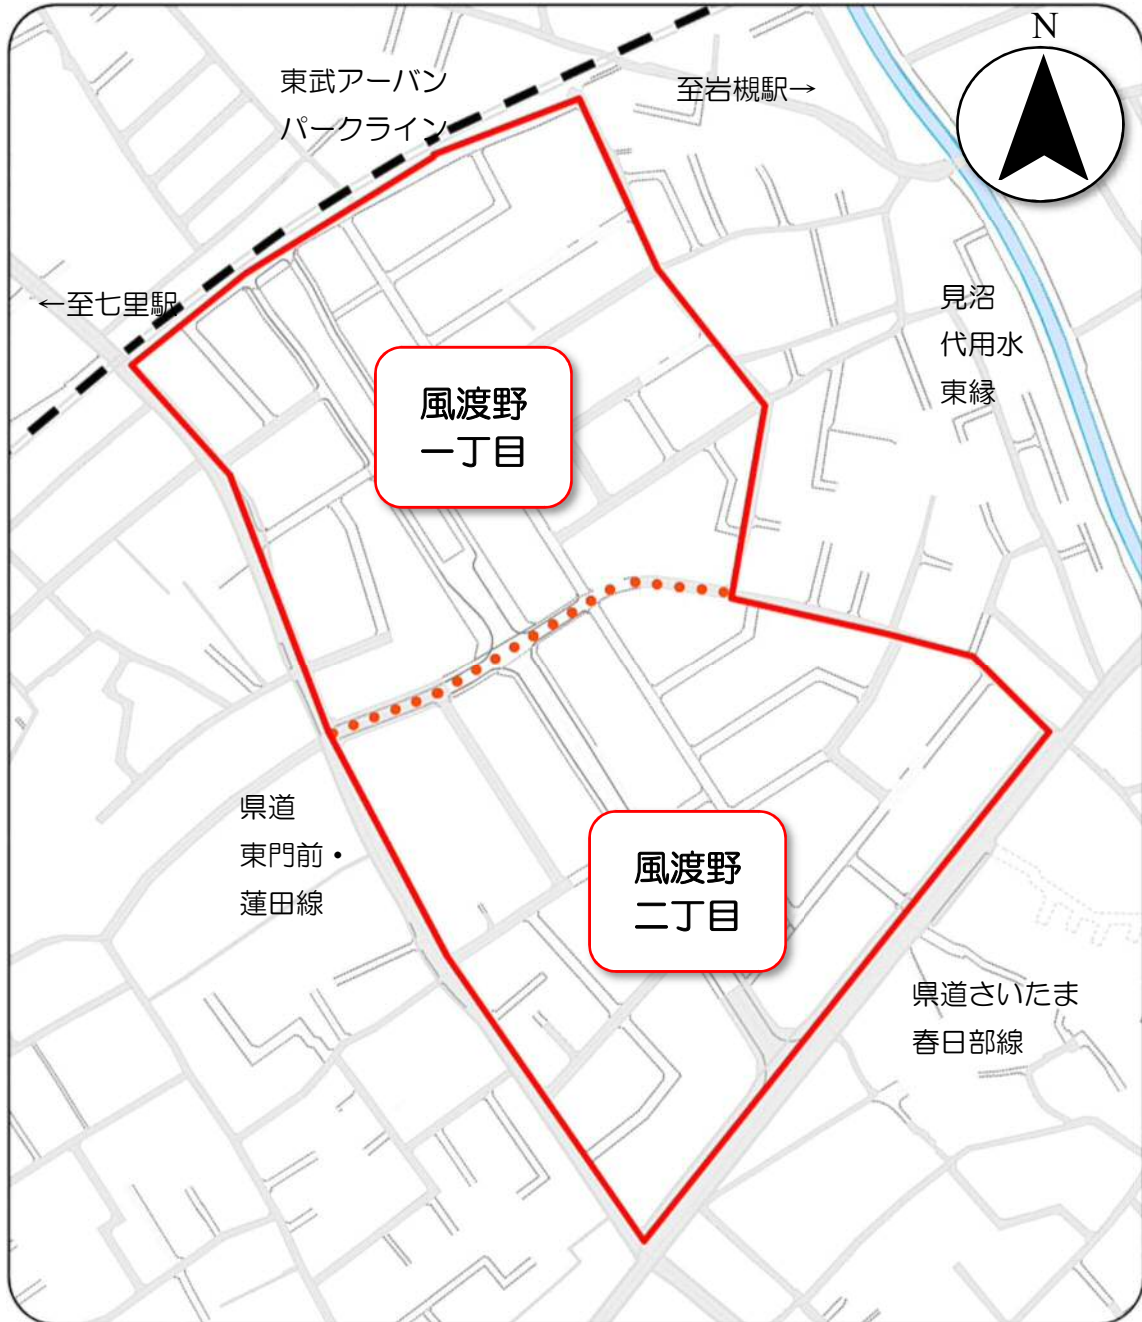 N
東武アーバン
パークライン
至岩槻駅→
←至七里駅
見沼
代用水
東縁
風渡野
一丁目
県道
東門前・
蓮田線
風渡野
二丁目
県道さいたま
春日部線